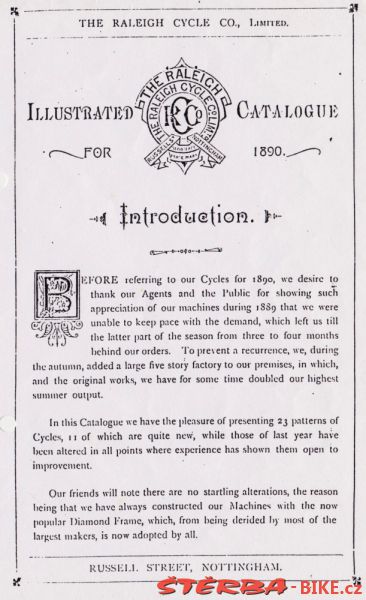 THE RALEIGH CYCLE CO., LIMITED.
THE RALEIGH
THE RALEIGH CYCLE CO LIMITED
RCCo
RUSSELL ST NOTTINGHAM
TRADE MARK
ILLUSTRATED CATALOGUE
FOR 1890.
Introduction.
BEFORE referring to our Cycles for 1890, we desire to
thank our Agents and the Public for showing such
appreciation of our machines during 1889 that we were
unable to keep pace with the demand, which left us till
the latter part of the season from three to four months
behind our orders. To prevent a recurrence, we, during
the autumn, added a large five story factory to our premises, in which,
and the original works, we have for some time doubled our highest
summer output.
In this Catalogue we have the pleasure of presenting 23 patterns of
Cycles, 11 of which are quite new, while those of last year have
been altered in all points where experience has shown them open to
improvement.
Our friends will note there are no startling alterations, the reason
being that we have always constructed our Machines with the now
popular Diamond Frame, which, from being derided by most of the
largest makers, is now adopted by all.
RUSSELL STREET, NOTTINGHAM.
ŠTĚRBA-BIKE.cz